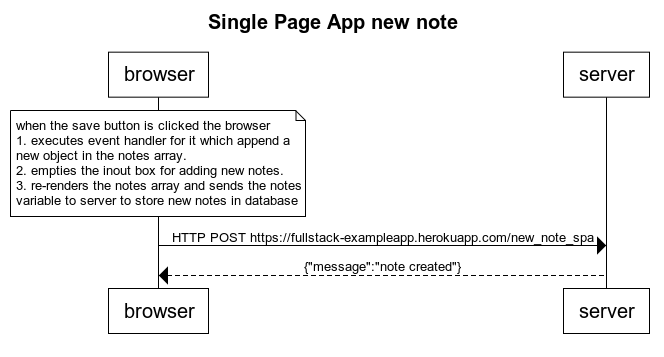 Single Page App new note
browser
server
when the save button is clicked the browser
1. executes event handler for it which append a
new object in the notes array.
2. empties the inout box for adding new notes.
3. re-renders the notes array and sends the notes
variable to server to store new notes in database
HTTP POST https://fullstack-exampleapp.herokuapp.com/new_note_spa
{"message":"note created"}
browser
server